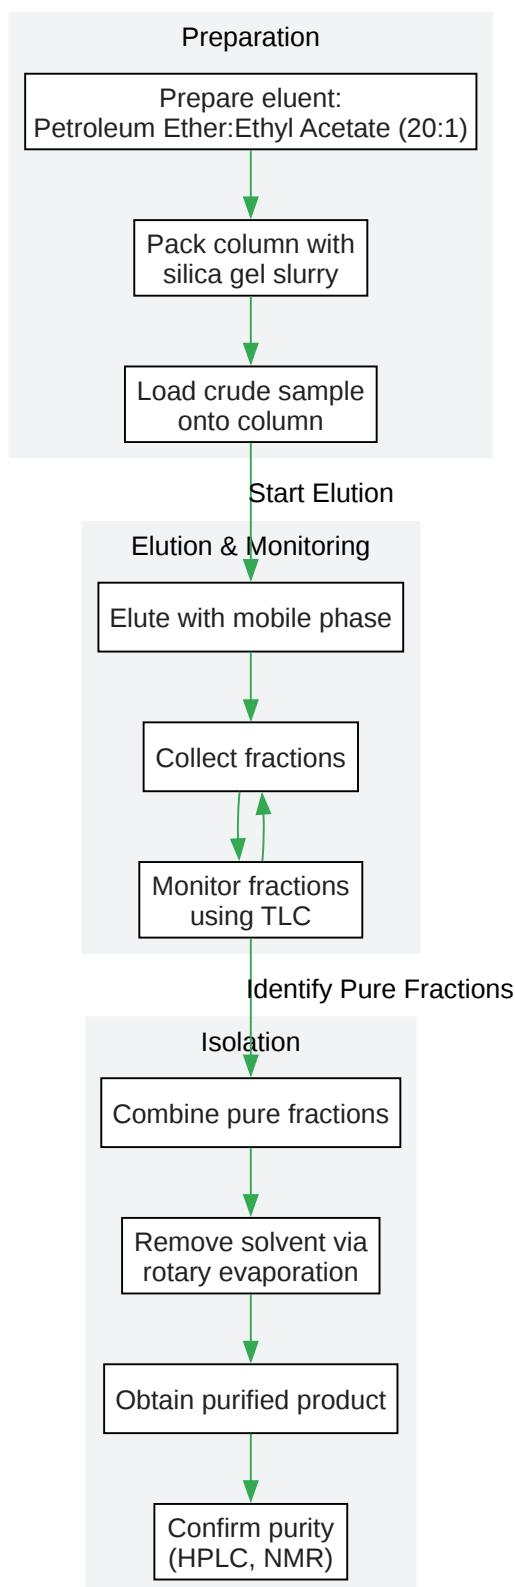 Preparation
Prepare eluent:
Petroleum Ether:Ethyl Acetate (20:1)
Pack column with
silica gel slurry
Load crude sample
onto column
Start Elution
Elution & Monitoring
Elute with mobile phase
Collect fractions
Monitor fractions
using TLC
Identify Pure Fractions
Isolation
Combine pure fractions
Remove solvent via
rotary evaporation
Obtain purified product
Confirm purity
(HPLC, NMR)